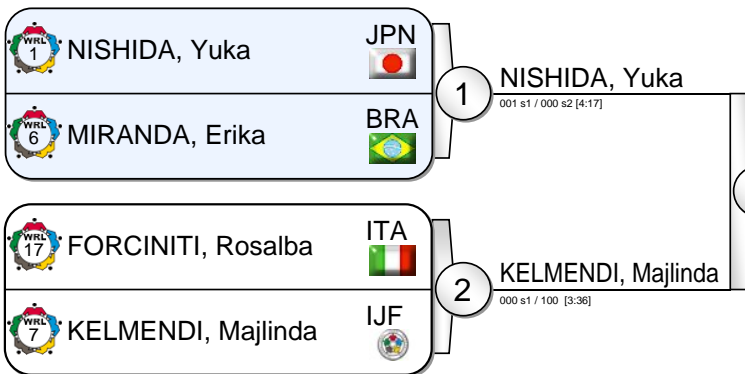 WRL 1 NISHIDA, Yuka JPN
WRL 6 MIRANDA, Erika BRA
1 NISHIDA, Yuka
001 s1 / 000 s2 [4:17]
WRL 17 FORCINITI, Rosalba ITA
WRL 7 KELMENDI, Majlinda IJF
2 KELMENDI, Majlinda
000 s1 / 100 [3:36]